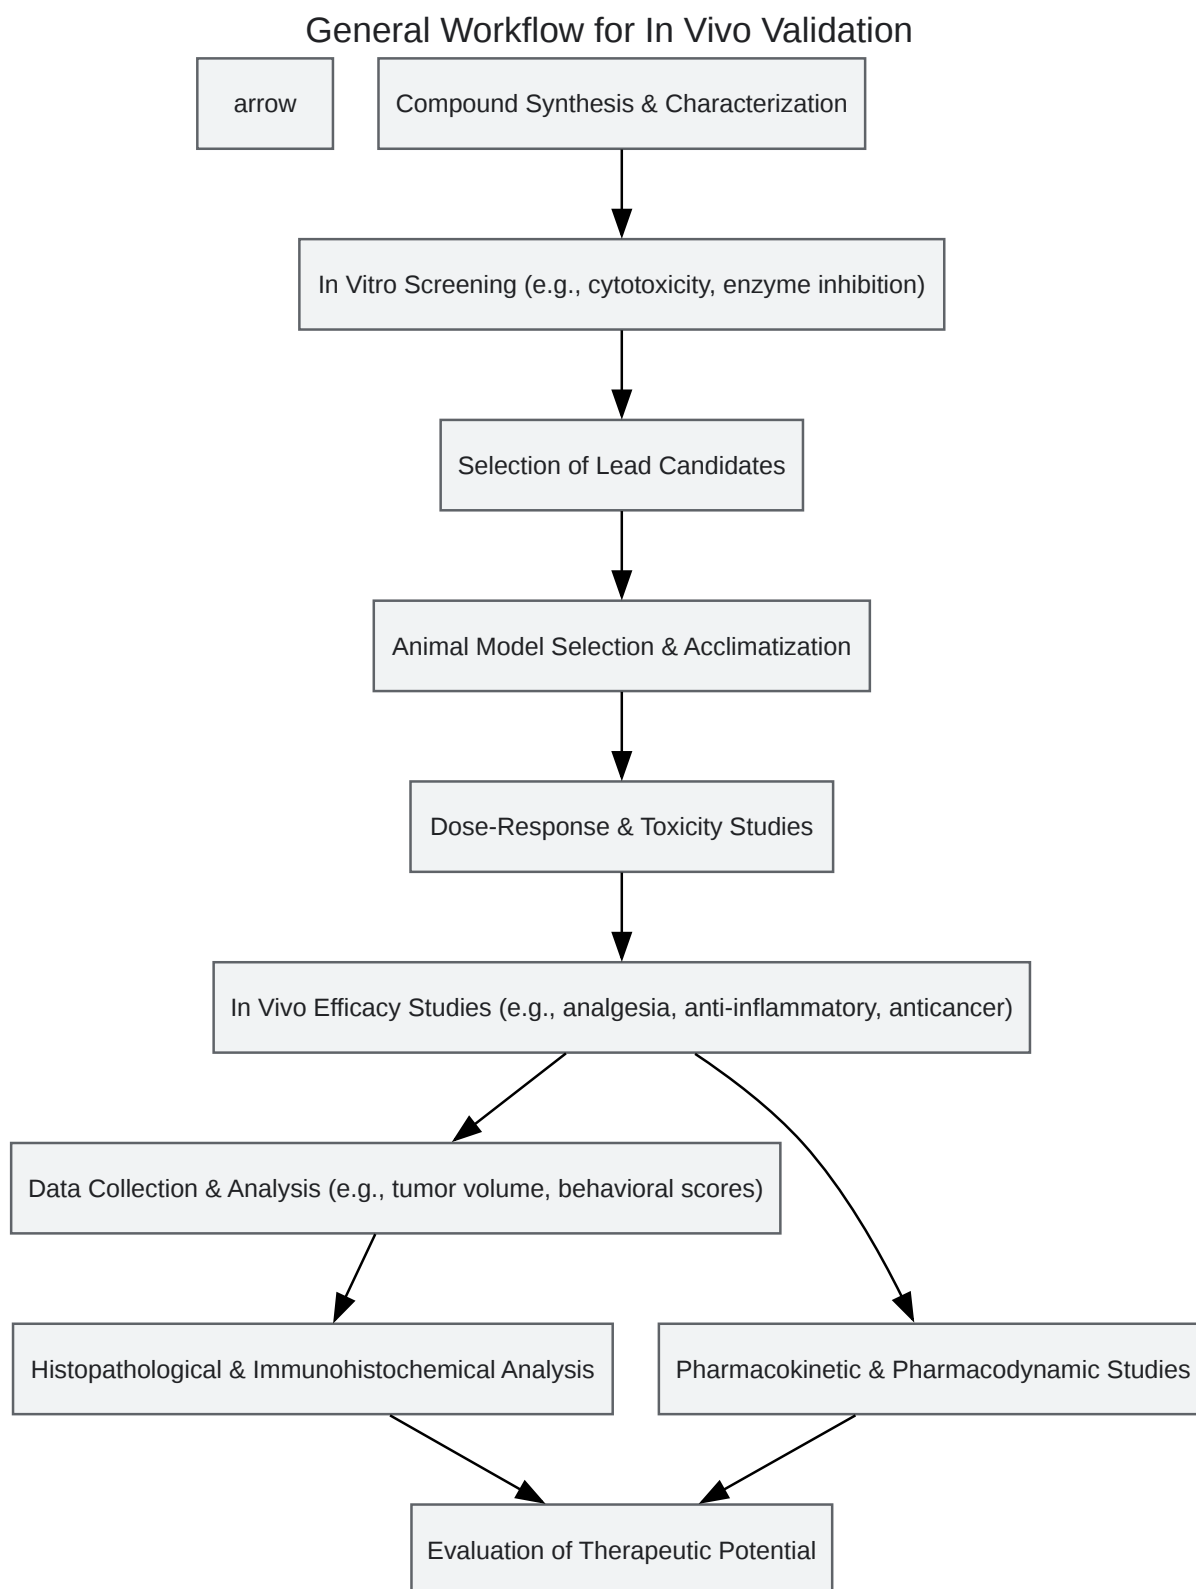 General Workflow for In Vivo Validation
arrow
Compound Synthesis & Characterization
In Vitro Screening (e.g., cytotoxicity, enzyme inhibition)
Selection of Lead Candidates
Animal Model Selection & Acclimatization
Dose-Response & Toxicity Studies
In Vivo Efficacy Studies (e.g., analgesia, anti-inflammatory, anticancer)
Data Collection & Analysis (e.g., tumor volume, behavioral scores)
Histopathological & Immunohistochemical Analysis
Pharmacokinetic & Pharmacodynamic Studies
Evaluation of Therapeutic Potential